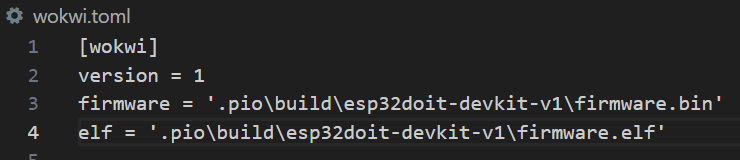 wokwi.toml
1 [wokwi]
2 version = 1
3 firmware = '.pio\build\esp32doit-devkit-v1\firmware.bin'
4 elf = '.pio\build\esp32doit-devkit-v1\firmware.elf'
5